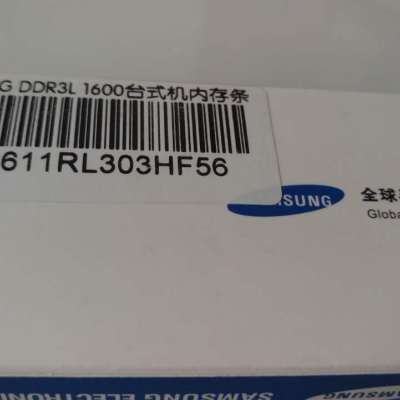 G DDR3L 1600台式机内存条
611RL303HF56
SUNG
全球
Globa
SAMSUNG ELECTRONI